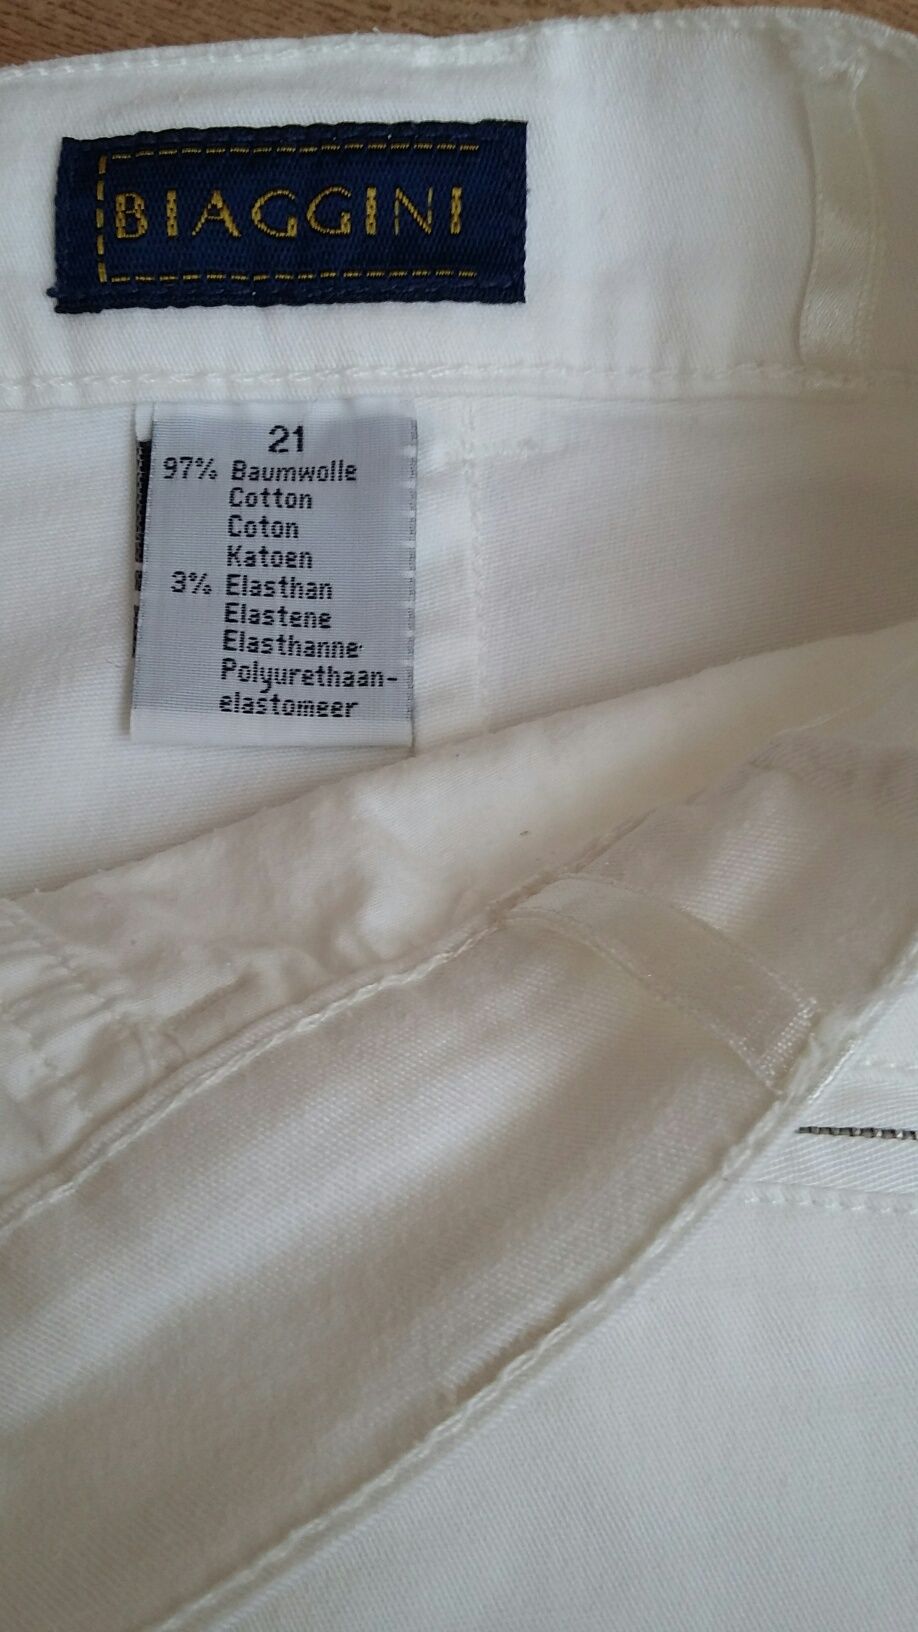 BIAGGINI
21
97% Baumwolle
Cotton
Coton
Katoen
3% Elasthan
Elastene
Elasthanne
Polyurethaan-
elastomeer